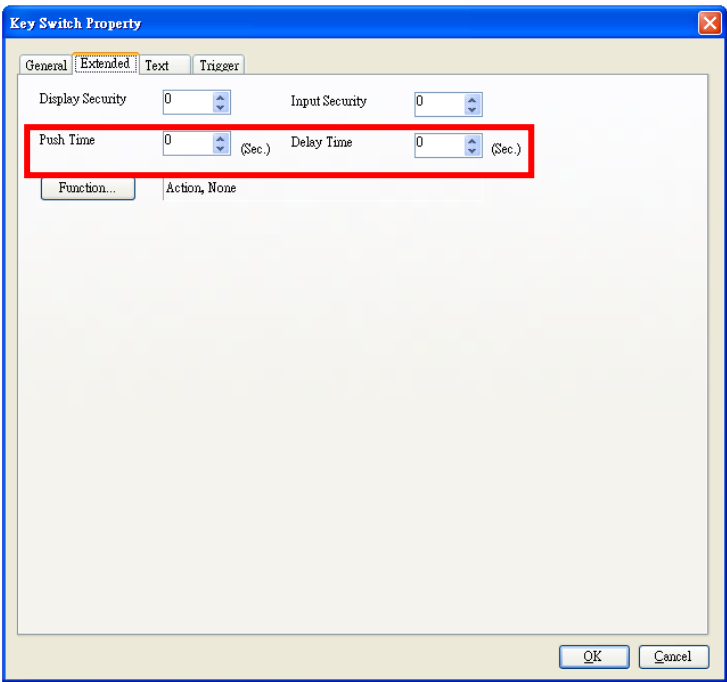 Key Switch Property
General Extended Text Trigger
Display Security 0 Input Security 0
Push Time 0 (Sec.) Delay Time 0 (Sec.)
Function... Action, None
OK Cancel